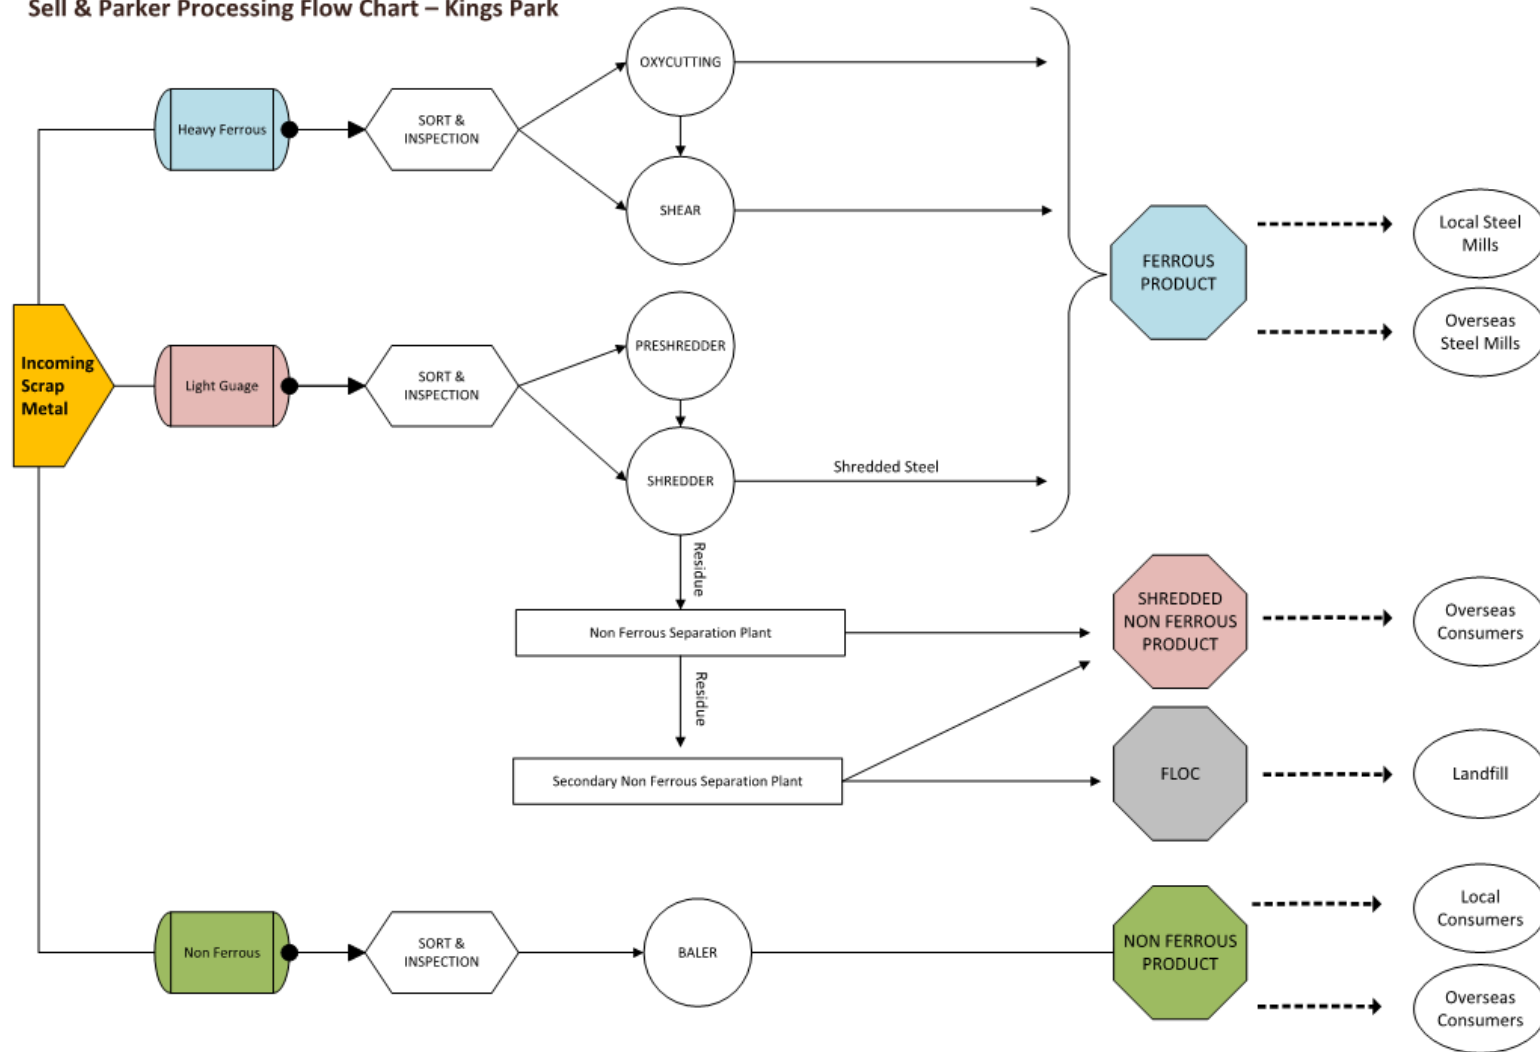 Sell & Parker Processing Flow Chart – Kings Park
OXYCUTTING
Heavy Ferrous
SORT &
INSPECTION
SHEAR
FERROUS
PRODUCT
Local Steel
Mills
Overseas
Steel Mills
Incoming
Scrap
Metal
Light Guage
SORT &
INSPECTION
PRESHREDDER
SHREDDER
Shredded Steel
Residue
Non Ferrous Separation Plant
SHREDDED
NON FERROUS
PRODUCT
Overseas
Consumers
Residue
Secondary Non Ferrous Separation Plant
FLOC
Landfill
Non Ferrous
SORT &
INSPECTION
BALER
NON FERROUS
PRODUCT
Local
Consumers
Overseas
Consumers